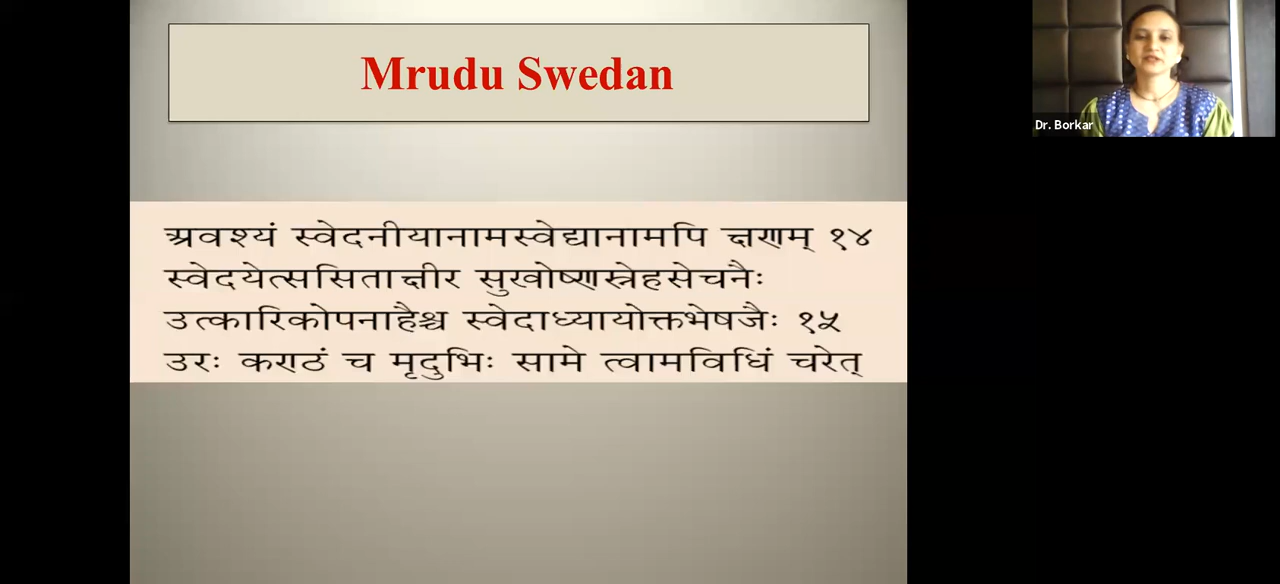 Mrudu Swedan
अवश्यं स्वेदनीयानामस्वेद्यानामपि क्षणम् १४
स्वेदयेत्ससिताक्षीर सुखोष्णस्नेहसेचनैः
उत्कारिकोपनाहैश्च स्वेदाध्यायोक्तभेषजैः १५
उरः कण्ठं च मृदुभिः सामे त्वामविधिं चरेत्
Dr. Borkar